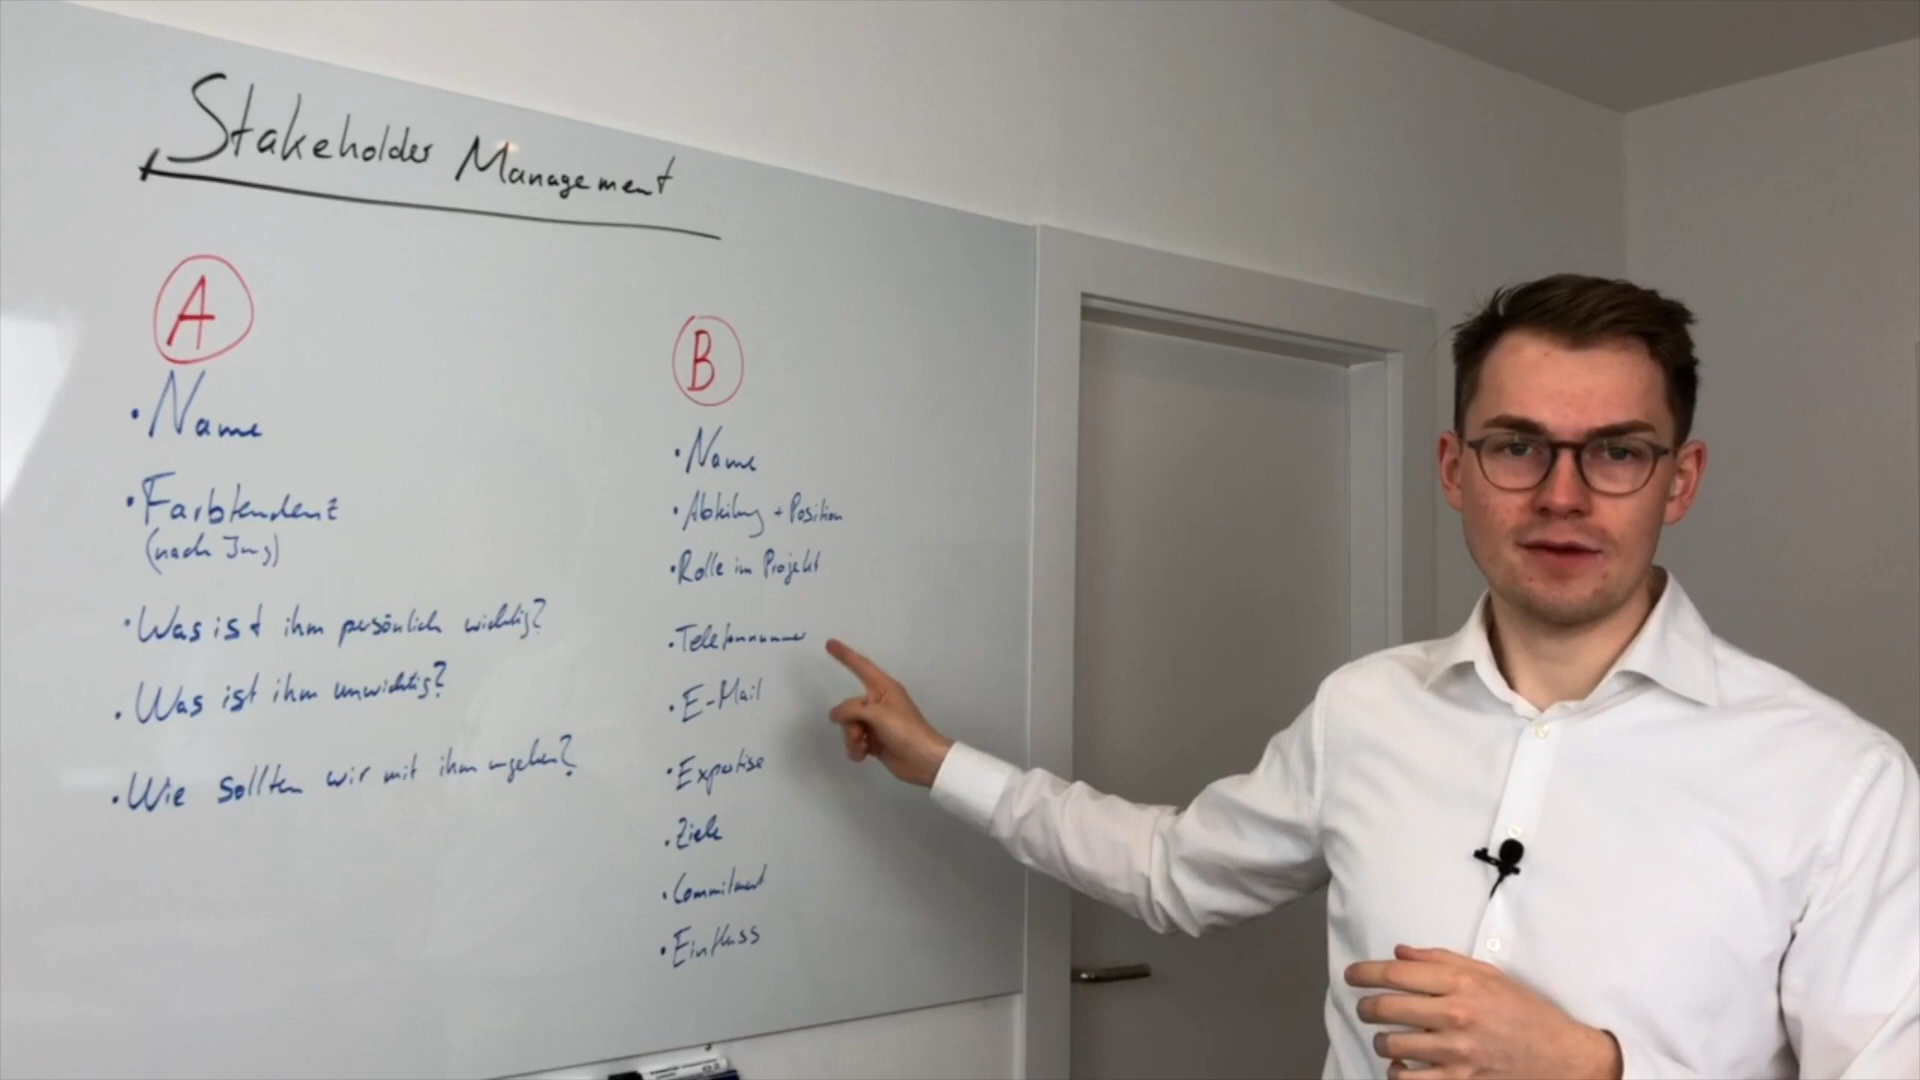 Stakeholder Management
A
• Name
• Farbtendenz
(nach Jung)
• Was ist ihm persönlich wichtig?
• Was ist ihm unwichtig?
• Wie sollten wir mit ihm umgehen?
B
• Name
• Abteilung + Position
• Rolle im Projekt
• Telefonnummer
• E-Mail
• Expertise
• Ziele
• Commitment
• Einfluss